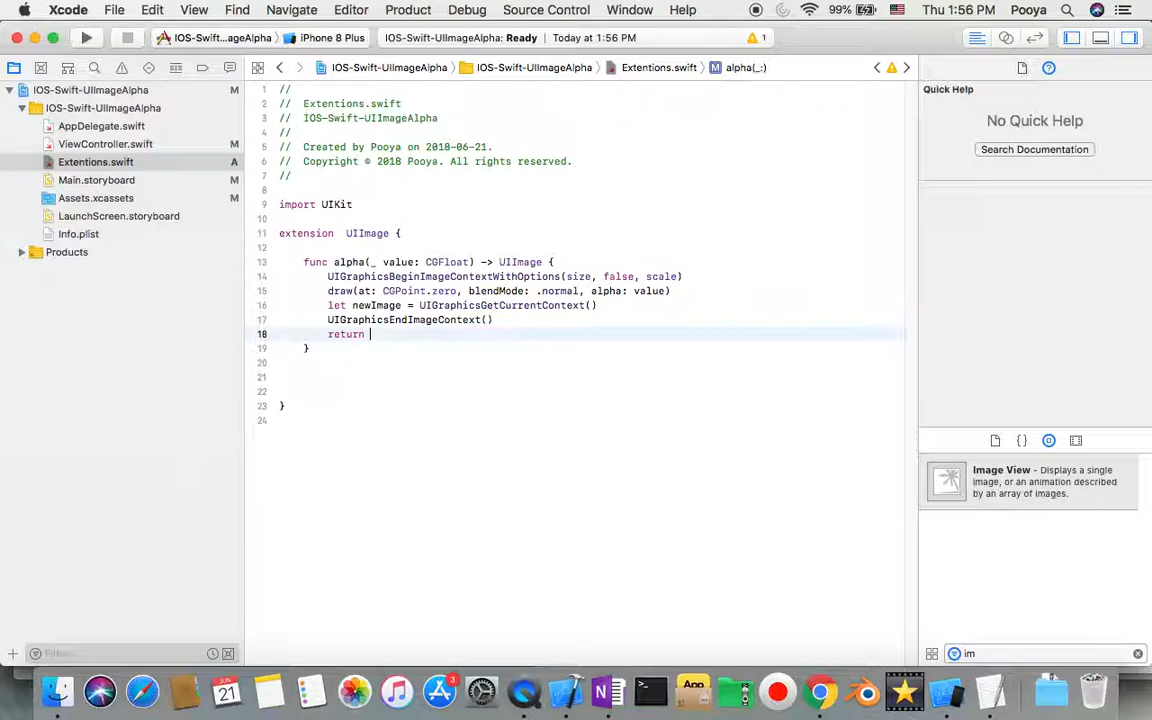 Xcode File Edit View Find Navigate Editor Product Debug Source Control Window Help 99% Thu 1:56 PM Pooya
IOS-Swift...ageAlpha iPhone 8 Plus IOS-Swift-UIImageAlpha: Ready Today at 1:56 PM 1
IOS-Swift-UIImageAlpha IOS-Swift-UIImageAlpha Extentions.swift M alpha(_:)
IOS-Swift-UIImageAlpha M
IOS-Swift-UIImageAlpha
AppDelegate.swift
ViewController.swift M
Extentions.swift A
Main.storyboard M
Assets.xcassets M
LaunchScreen.storyboard
Info.plist
Products
1 //
2 // Extentions.swift
3 // IOS-Swift-UIImageAlpha
4 //
5 // Created by Pooya on 2018-06-21.
6 // Copyright © 2018 Pooya. All rights reserved.
7 //
8
9 import UIKit
10
11 extension UIImage {
12
13 func alpha(_ value: CGFloat) -> UIImage {
14 UIGraphicsBeginImageContextWithOptions(size, false, scale)
15 draw(at: CGPoint.zero, blendMode: .normal, alpha: value)
16 let newImage = UIGraphicsGetCurrentContext()
17 UIGraphicsEndImageContext()
18 return
19 }
20
21
22
23 }
24
Quick Help
No Quick Help
Search Documentation
Image View - Displays a single
image, or an animation described
by an array of images.
Filter
im
JUN
21
3
App